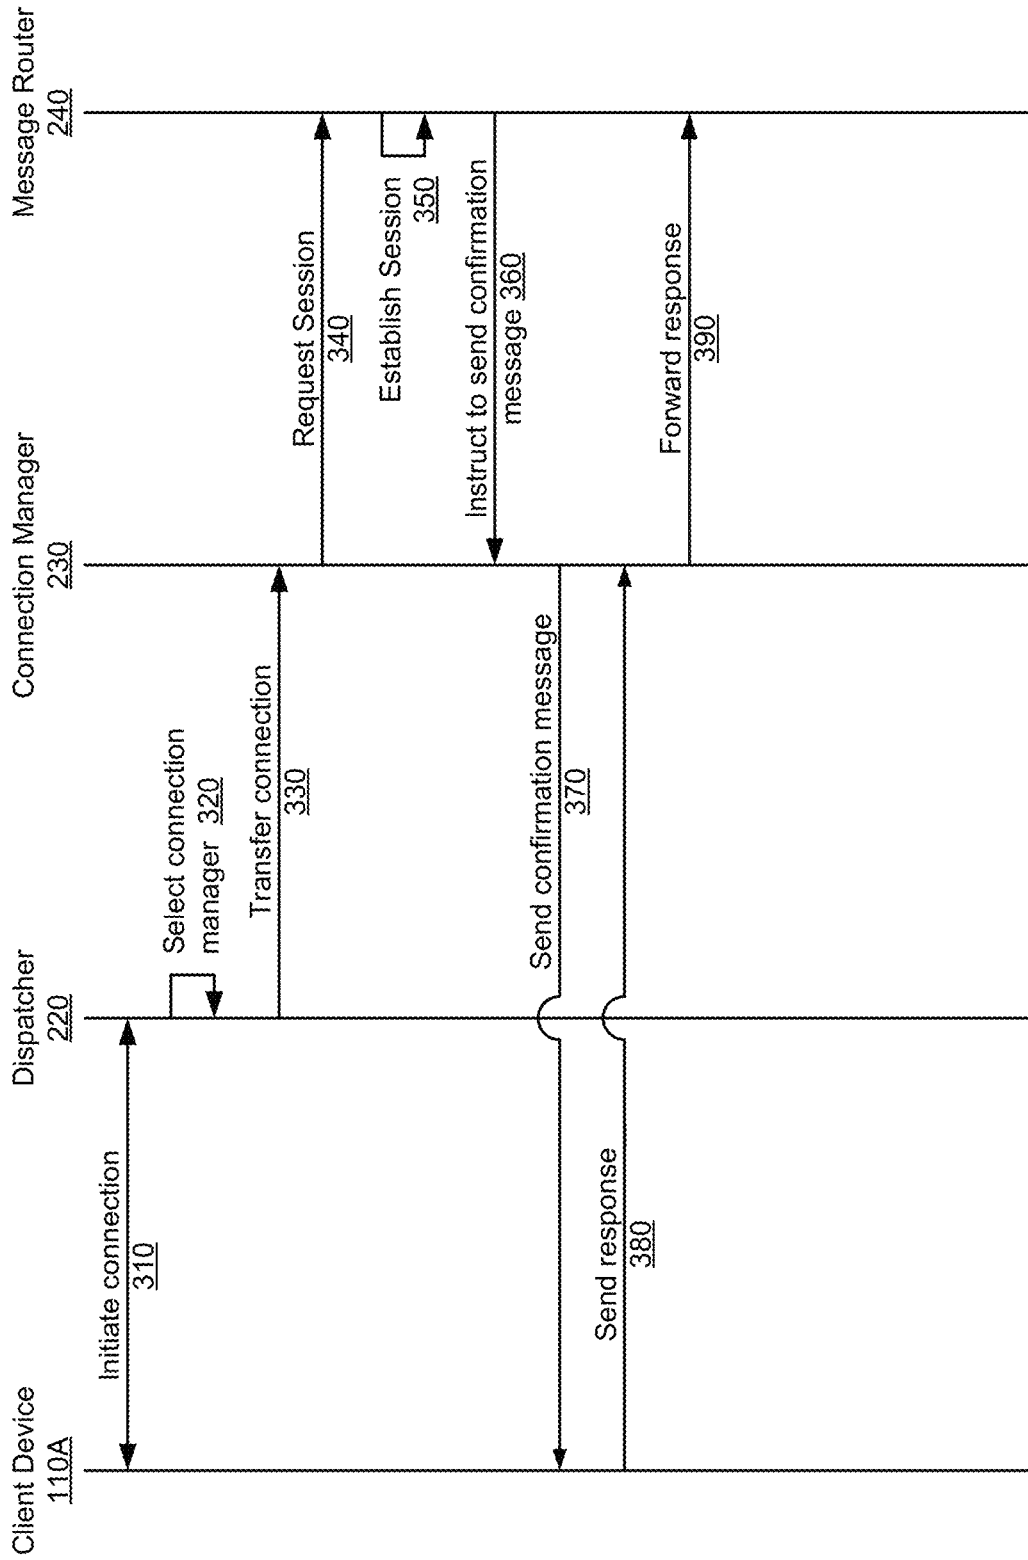 Client Device
110A
Dispatcher
220
Connection Manager
230
Message Router
240
Initiate connection
310
Select connection
manager 320
Transfer connection
330
Request Session
340
Establish Session
350
Instruct to send confirmation
message 360
Send confirmation message
370
Send response
380
Forward response
390